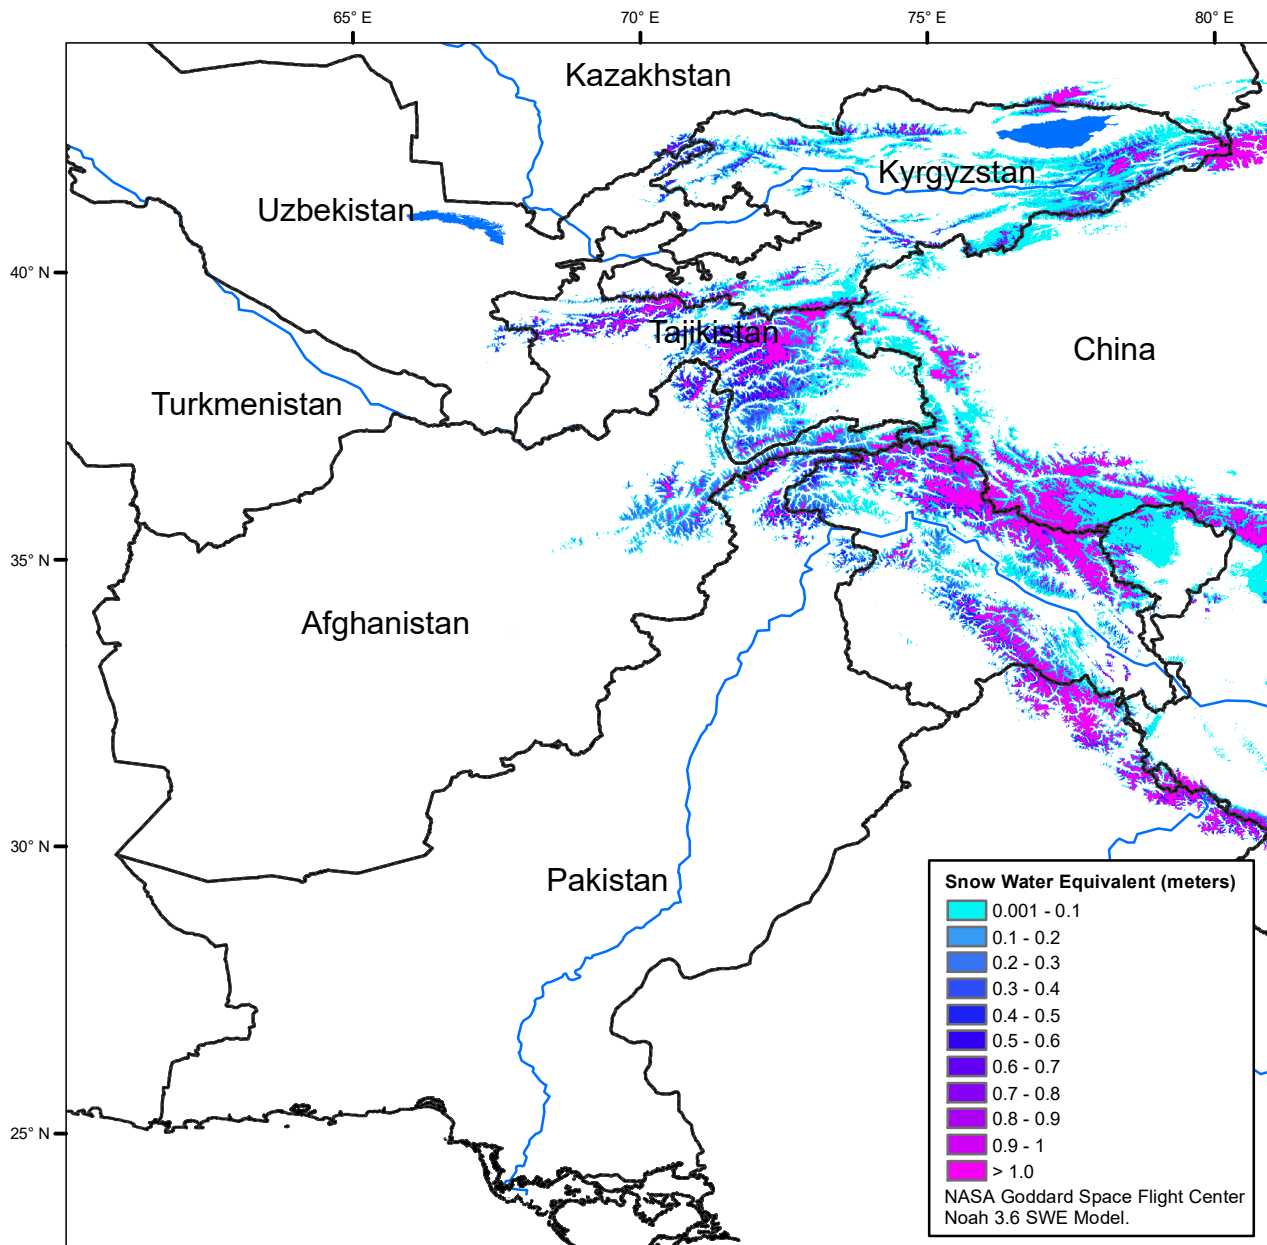 65° E
70° E
75° E
80° E
Kazakhstan
Kyrgyzstan
Uzbekistan
40° N
Tajikistan
China
Turkmenistan
35° N
Afghanistan
30° N
Pakistan
25° N
Snow Water Equivalent (meters)
0.001 - 0.1
0.1 - 0.2
0.2 - 0.3
0.3 - 0.4
0.4 - 0.5
0.5 - 0.6
0.6 - 0.7
0.7 - 0.8
0.8 - 0.9
0.9 - 1
> 1.0
NASA Goddard Space Flight Center
Noah 3.6 SWE Model.